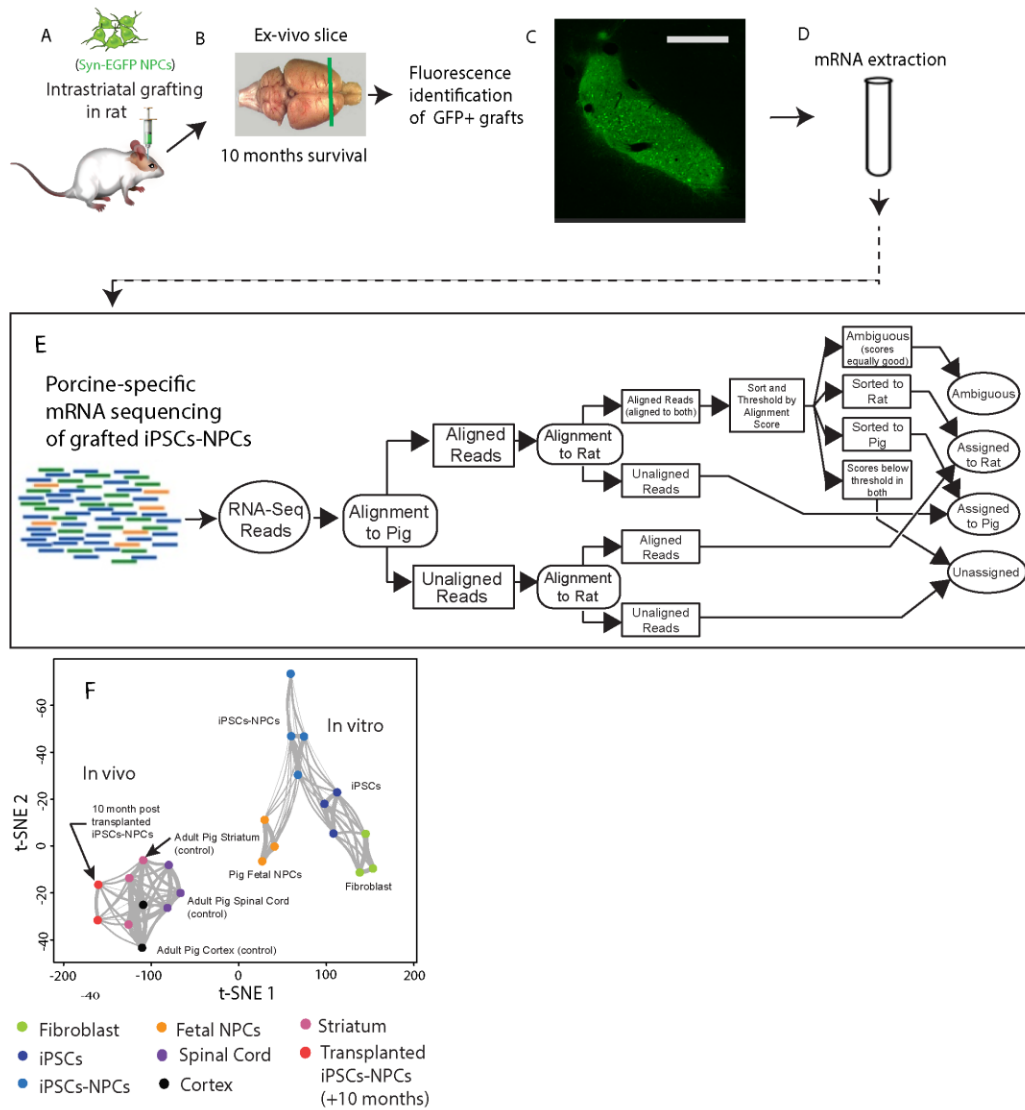 A
(Syn-EGFP NPCs)
Intrastriatal grafting
in rat
B
Ex-vivo slice
10 months survival
Fluorescence
identification
of GFP+ grafts
C
D
mRNA extraction
E
Porcine-specific
mRNA sequencing
of grafted iPSCs-NPCs
RNA-Seq
Reads
Alignment
to Pig
Aligned
Reads
Unaligned
Reads
Alignment
to Rat
Alignment
to Rat
Aligned Reads
(aligned to both)
Unaligned
Reads
Aligned
Reads
Unaligned
Reads
Sort and
Threshold by
Alignment
Score
Ambiguous
(scores
equally good)
Sorted to
Rat
Sorted to
Pig
Scores below
threshold in
both
Ambiguous
Assigned
to Rat
Assigned
to Pig
Unassigned
F
t-SNE 2
-60
-40
-20
0
20
-40
iPSCs-NPCs
In vitro
iPSCs
In vivo
10 month post
transplanted
iPSCs-NPCs
Adult Pig Striatum
(control)
Pig Fetal NPCs
Fibroblast
Adult Pig Spinal Cord
(control)
Adult Pig Cortex (control)
-200
-100
0
100
200
-40
t-SNE 1
Fibroblast
iPSCs
iPSCs-NPCs
Fetal NPCs
Spinal Cord
Cortex
Striatum
Transplanted
iPSCs-NPCs
(+10 months)